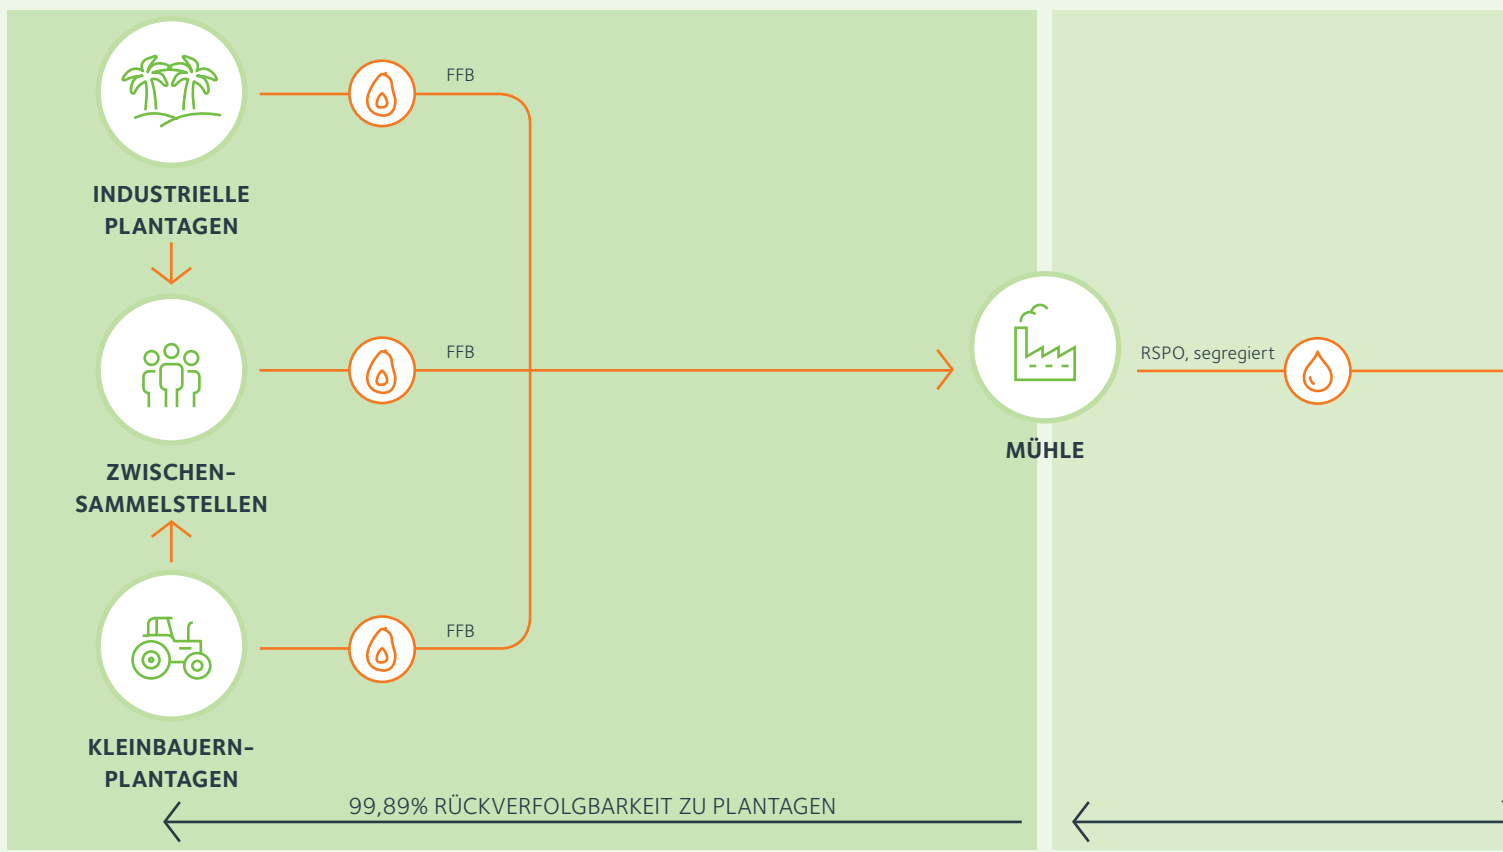 FFB
INDUSTRIELLE
PLANTAGEN
FFB
ZWISCHEN-
SAMMELSTELLEN
RSPO, segregiert
MÜHLE
FFB
KLEINBAUERN-
PLANTAGEN
99,89% RÜCKVERFOLGBARKEIT ZU PLANTAGEN